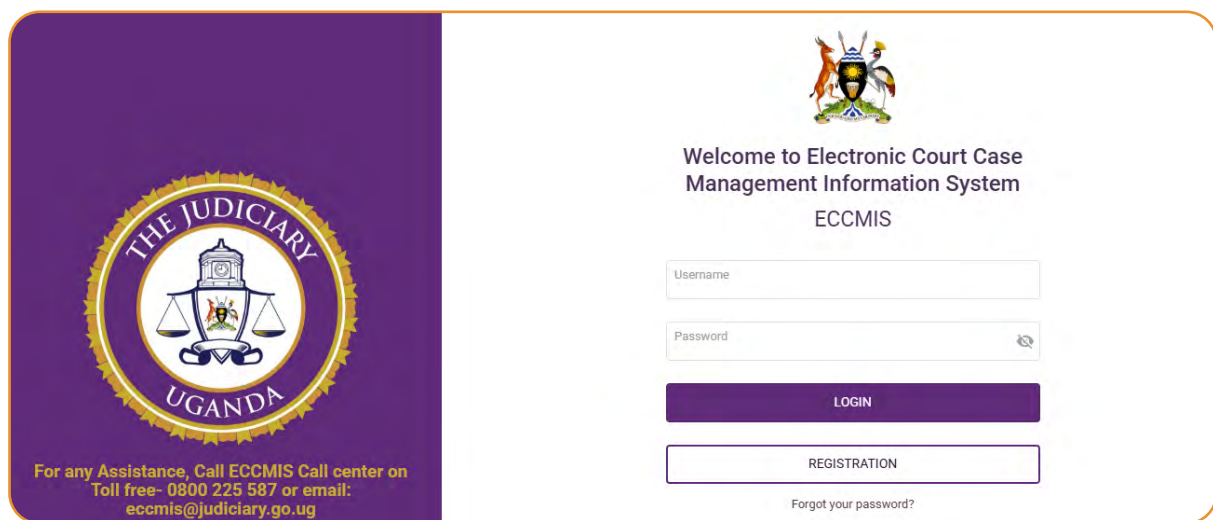 THE JUDICIARY
UGANDA
For any Assistance, Call ECCMIS Call center on
Toll free- 0800 225 587 or email:
eccmis@judiciary.go.ug
Welcome to Electronic Court Case
Management Information System
ECCMIS
Username
Password
LOGIN
REGISTRATION
Forgot your password?